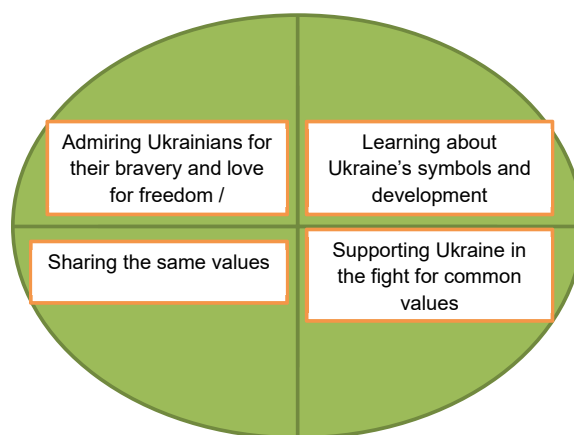 Admiring Ukrainians for
their bravery and love
for freedom /
Learning about
Ukraine’s symbols and
development
Sharing the same values
Supporting Ukraine in
the fight for common
values